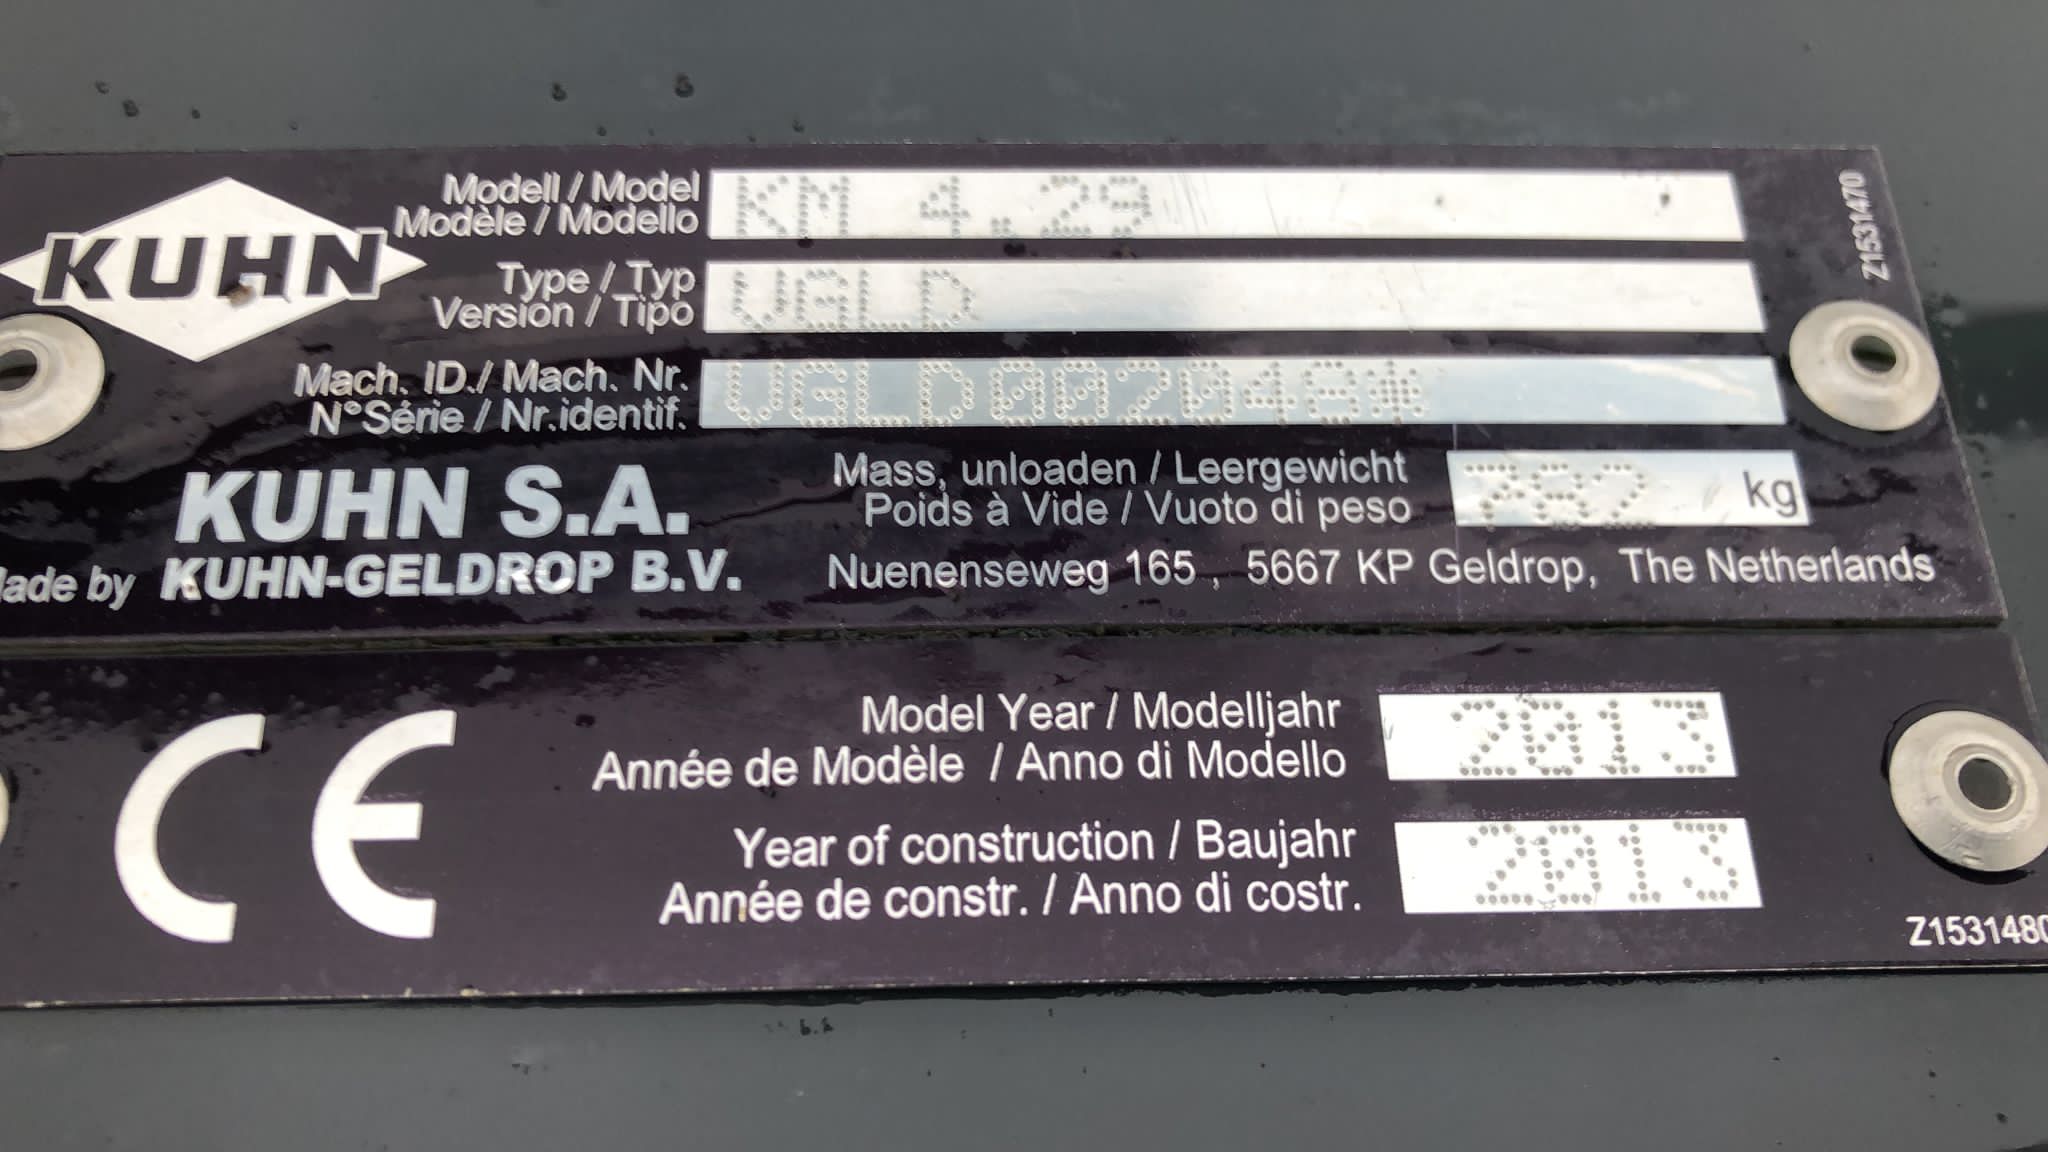 KUHN
Modell / Model
Modèle / Modello
KM 4.29
Type / Typ
Version / Tipo
VGLD
Mach. ID./ Mach. Nr.
N°Série / Nr.identif.
VGLD002048*
Z1531470
KUHN S.A.
Made by KUHN-GELDROP B.V.
Mass, unloaden / Leergewicht
Poids à Vide / Vuoto di peso
782 kg
Nuenenseweg 165 , 5667 KP Geldrop, The Netherlands
CE
Model Year / Modelljahr
Année de Modèle / Anno di Modello
2013
Year of construction / Baujahr
Année de constr. / Anno di costr.
2013
Z1531480